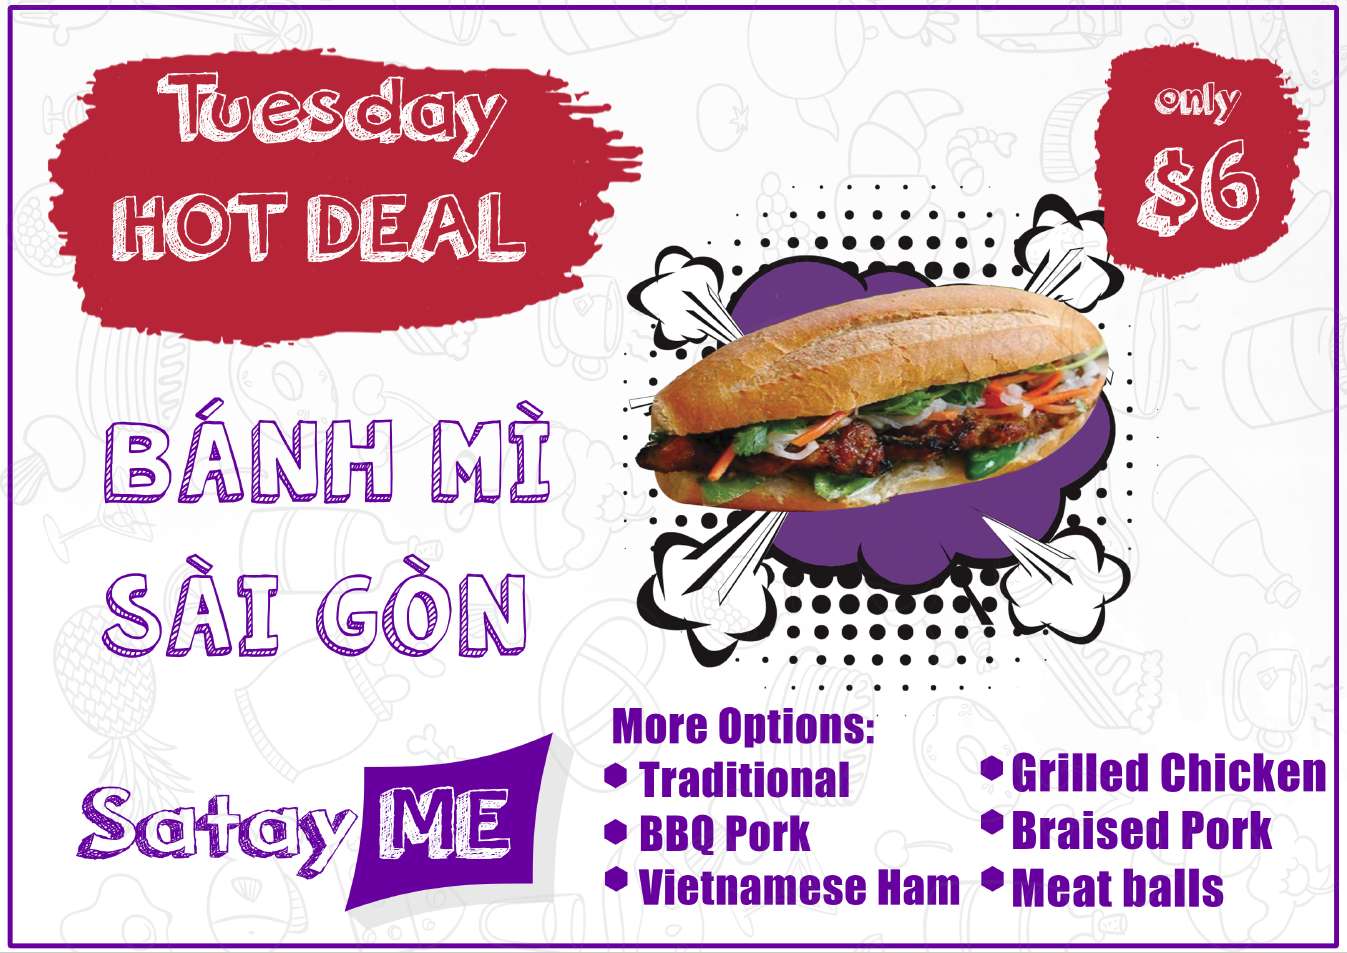 Tuesday
HOT DEAL
only
$6
BÁNH MÌ
SÀI GÒN
Satay ME
More Options:
Traditional
BBQ Pork
Vietnamese Ham
Grilled Chicken
Braised Pork
Meat balls